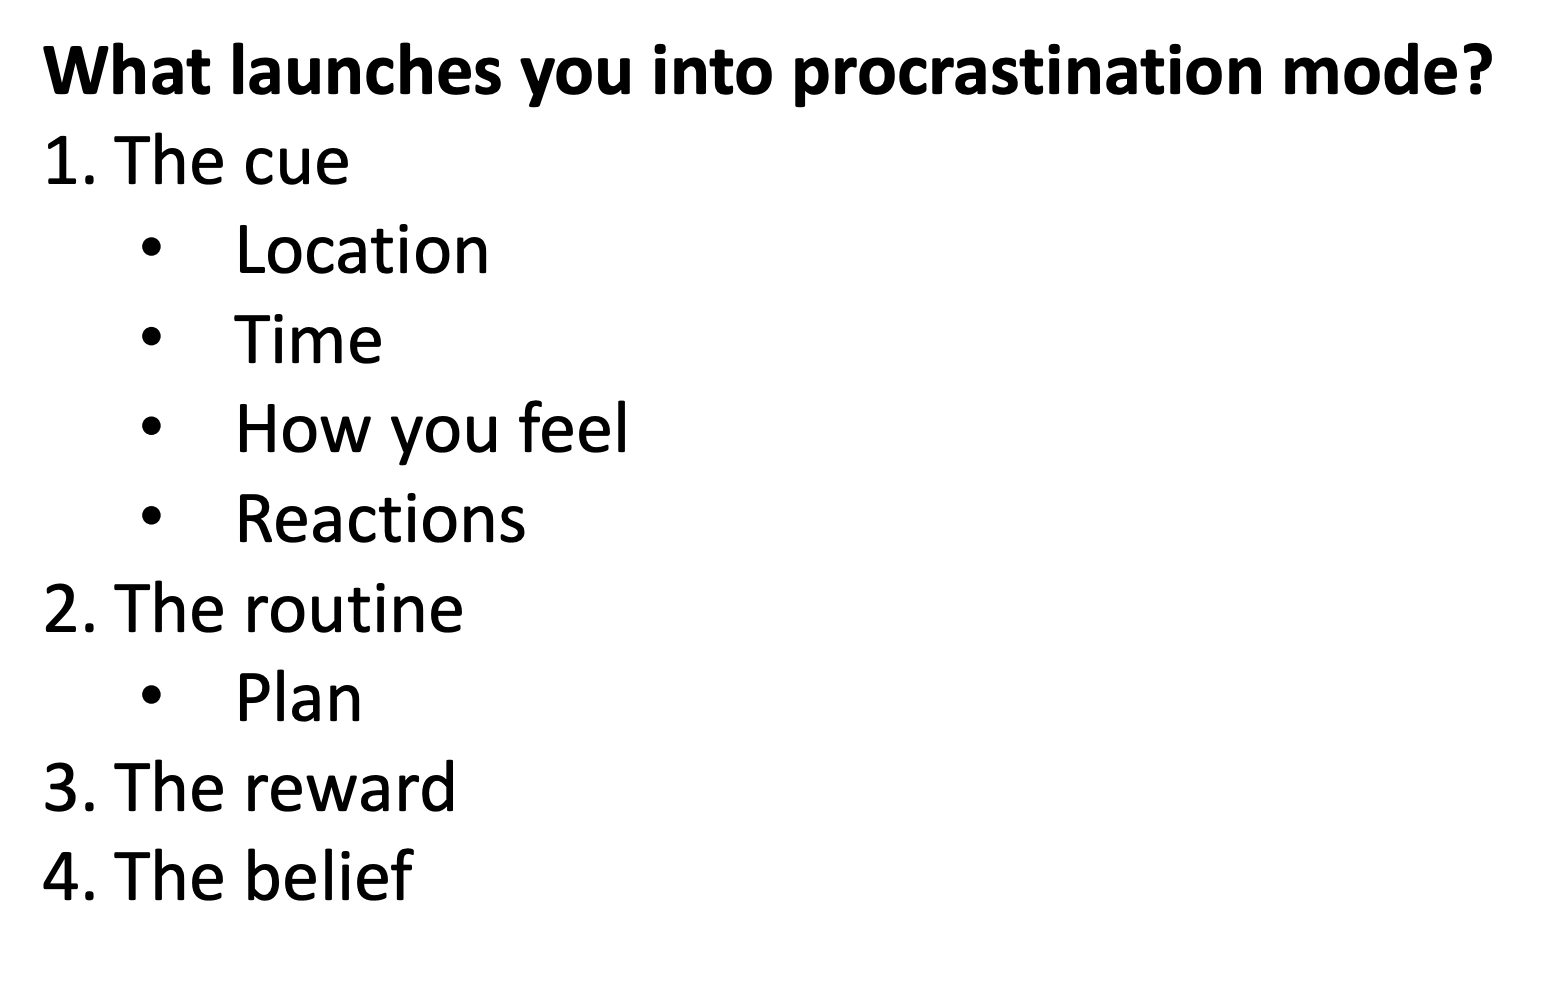 What launches you into procrastination mode?
1. The cue
• Location
• Time
• How you feel
• Reactions
2. The routine
• Plan
3. The reward
4. The belief